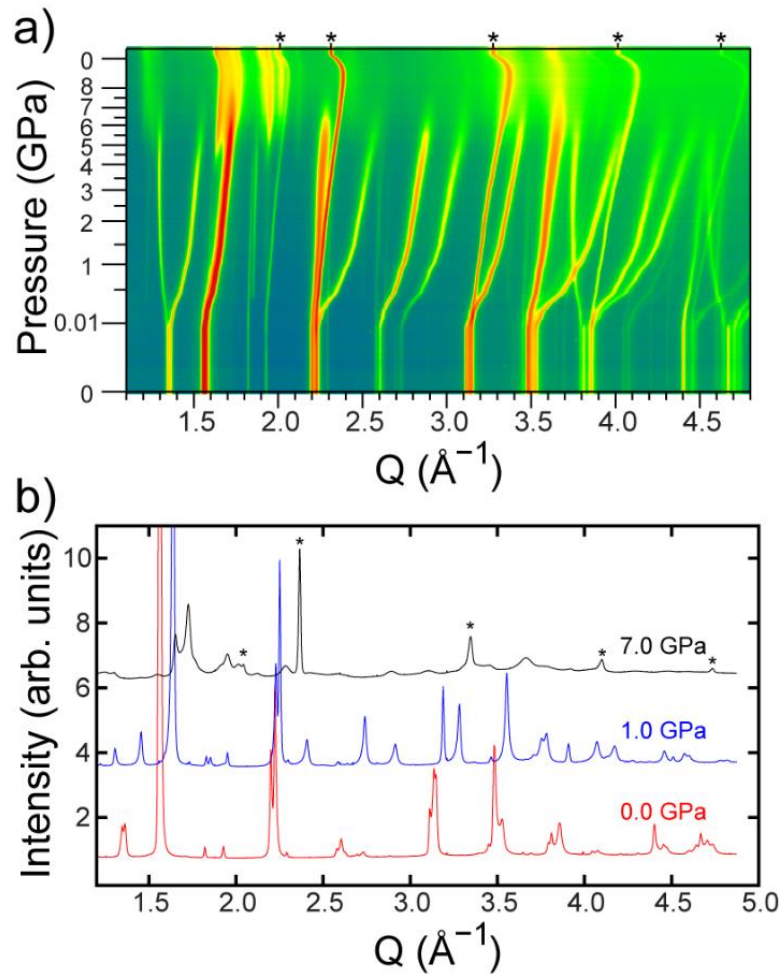 a)
* * * * *
0
8
7
6
5
4
3
2
1
0.01
0
Pressure (GPa)
1.5 2.0 2.5 3.0 3.5 4.0 4.5
Q (Å⁻¹)
b)
10
8
6
4
2
Intensity (arb. units)
* * * * *
7.0 GPa
1.0 GPa
0.0 GPa
1.5 2.0 2.5 3.0 3.5 4.0 4.5 5.0
Q (Å⁻¹)